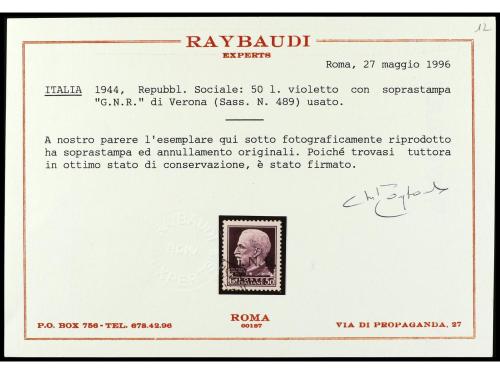 12
RAYBAUDI
EXPERTS
Roma, 27 maggio 1996
ITALIA 1944, Repubbl. Sociale: 50 l. violetto con soprastampa
"G.N.R." di Verona (Sass. N. 489) usato.
A nostro parere l'esemplare qui sotto fotograficamente riprodotto
ha soprastampa ed annullamento originali. Poiché trovasi tuttora
in ottimo stato di conservazione, è stato firmato.
ROMA
00187
P.O. BOX 756 - TEL. 678.42.96
VIA DI PROPAGANDA, 27